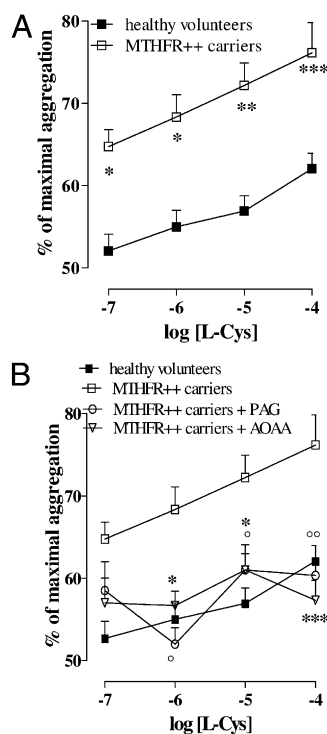 A
healthy volunteers
MTHFR++ carriers
% of maximal aggregation
80
70
60
50
*
*
**
***
-7
-6
-5
-4
log [L-Cys]
B
healthy volunteers
MTHFR++ carriers
MTHFR++ carriers + PAG
MTHFR++ carriers + AOAA
% of maximal aggregation
80
70
60
50
*
°
*
°
°°
***
-7
-6
-5
-4
log [L-Cys]